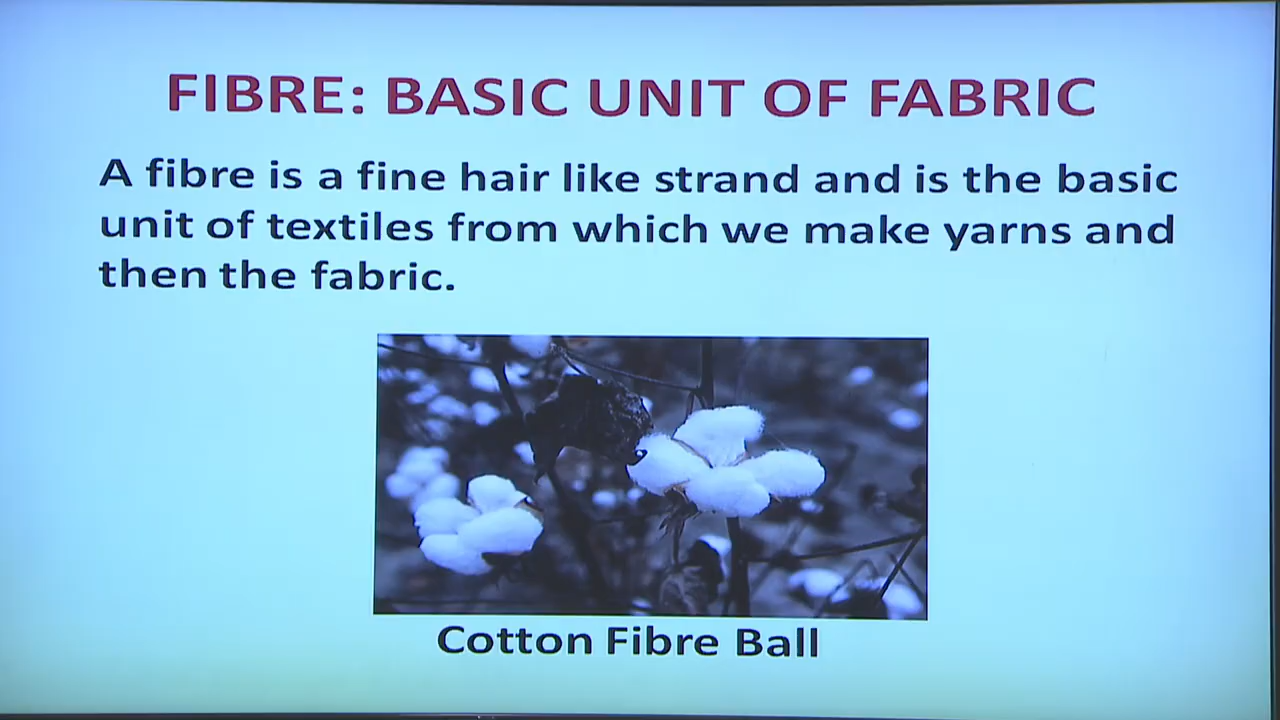 FIBRE: BASIC UNIT OF FABRIC
A fibre is a fine hair like strand and is the basic
unit of textiles from which we make yarns and
then the fabric.
Cotton Fibre Ball